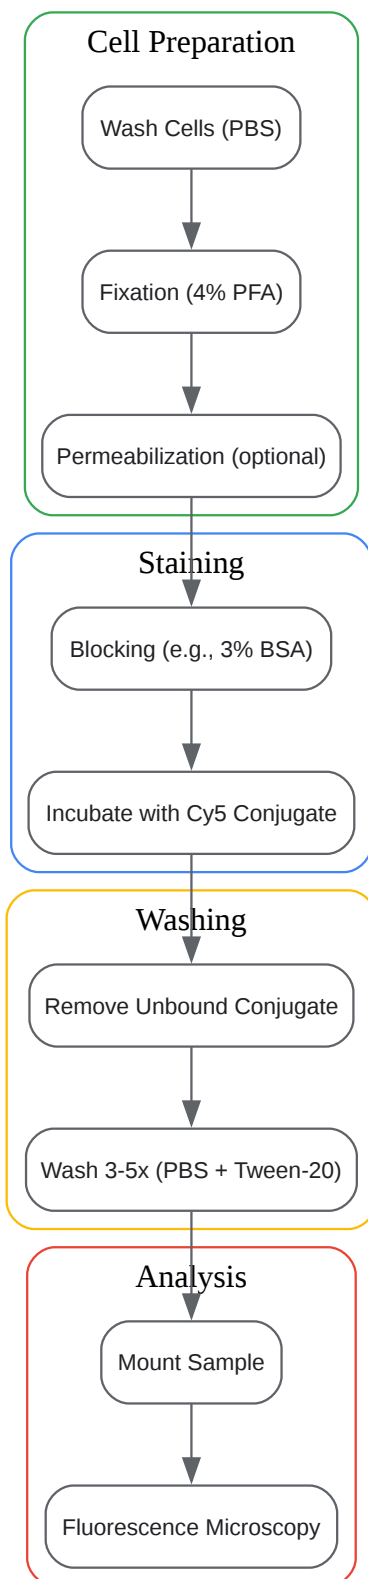 Cell Preparation
Wash Cells (PBS)
Fixation (4% PFA)
Permeabilization (optional)
Staining
Blocking (e.g., 3% BSA)
Incubate with Cy5 Conjugate
Washing
Remove Unbound Conjugate
Wash 3-5x (PBS + Tween-20)
Analysis
Mount Sample
Fluorescence Microscopy